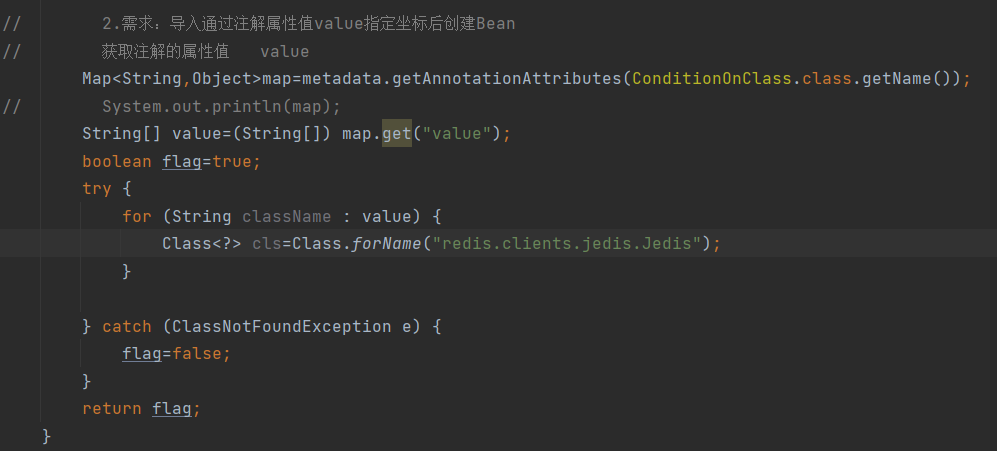 //        2.需求：导入通过注解属性值value指定坐标后创建Bean
//        获取注解的属性值   value
        Map<String,Object>map=metadata.getAnnotationAttributes(ConditionOnClass.class.getName());
//        System.out.println(map);
        String[] value=(String[]) map.get("value");
        boolean flag=true;
        try {
            for (String className : value) {
                Class<?> cls=Class.forName("redis.clients.jedis.Jedis");
            }
        } catch (ClassNotFoundException e) {
            flag=false;
        }
        return flag;
    }